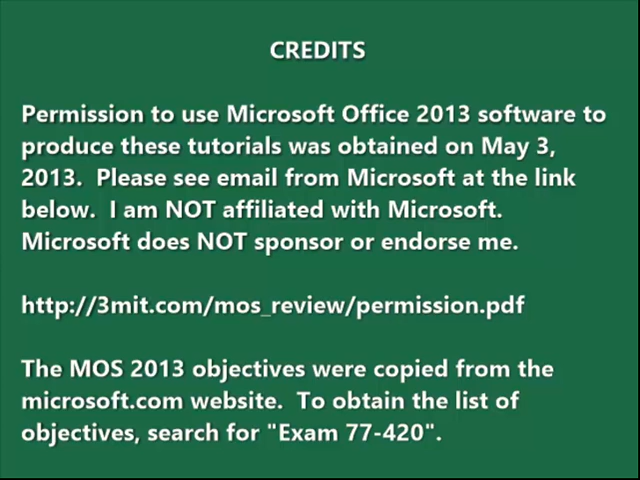 CREDITS
Permission to use Microsoft Office 2013 software to
produce these tutorials was obtained on May 3,
2013.  Please see email from Microsoft at the link
below.  I am NOT affiliated with Microsoft.
Microsoft does NOT sponsor or endorse me.
http://3mit.com/mos_review/permission.pdf
The MOS 2013 objectives were copied from the
microsoft.com website.  To obtain the list of
objectives, search for "Exam 77-420".